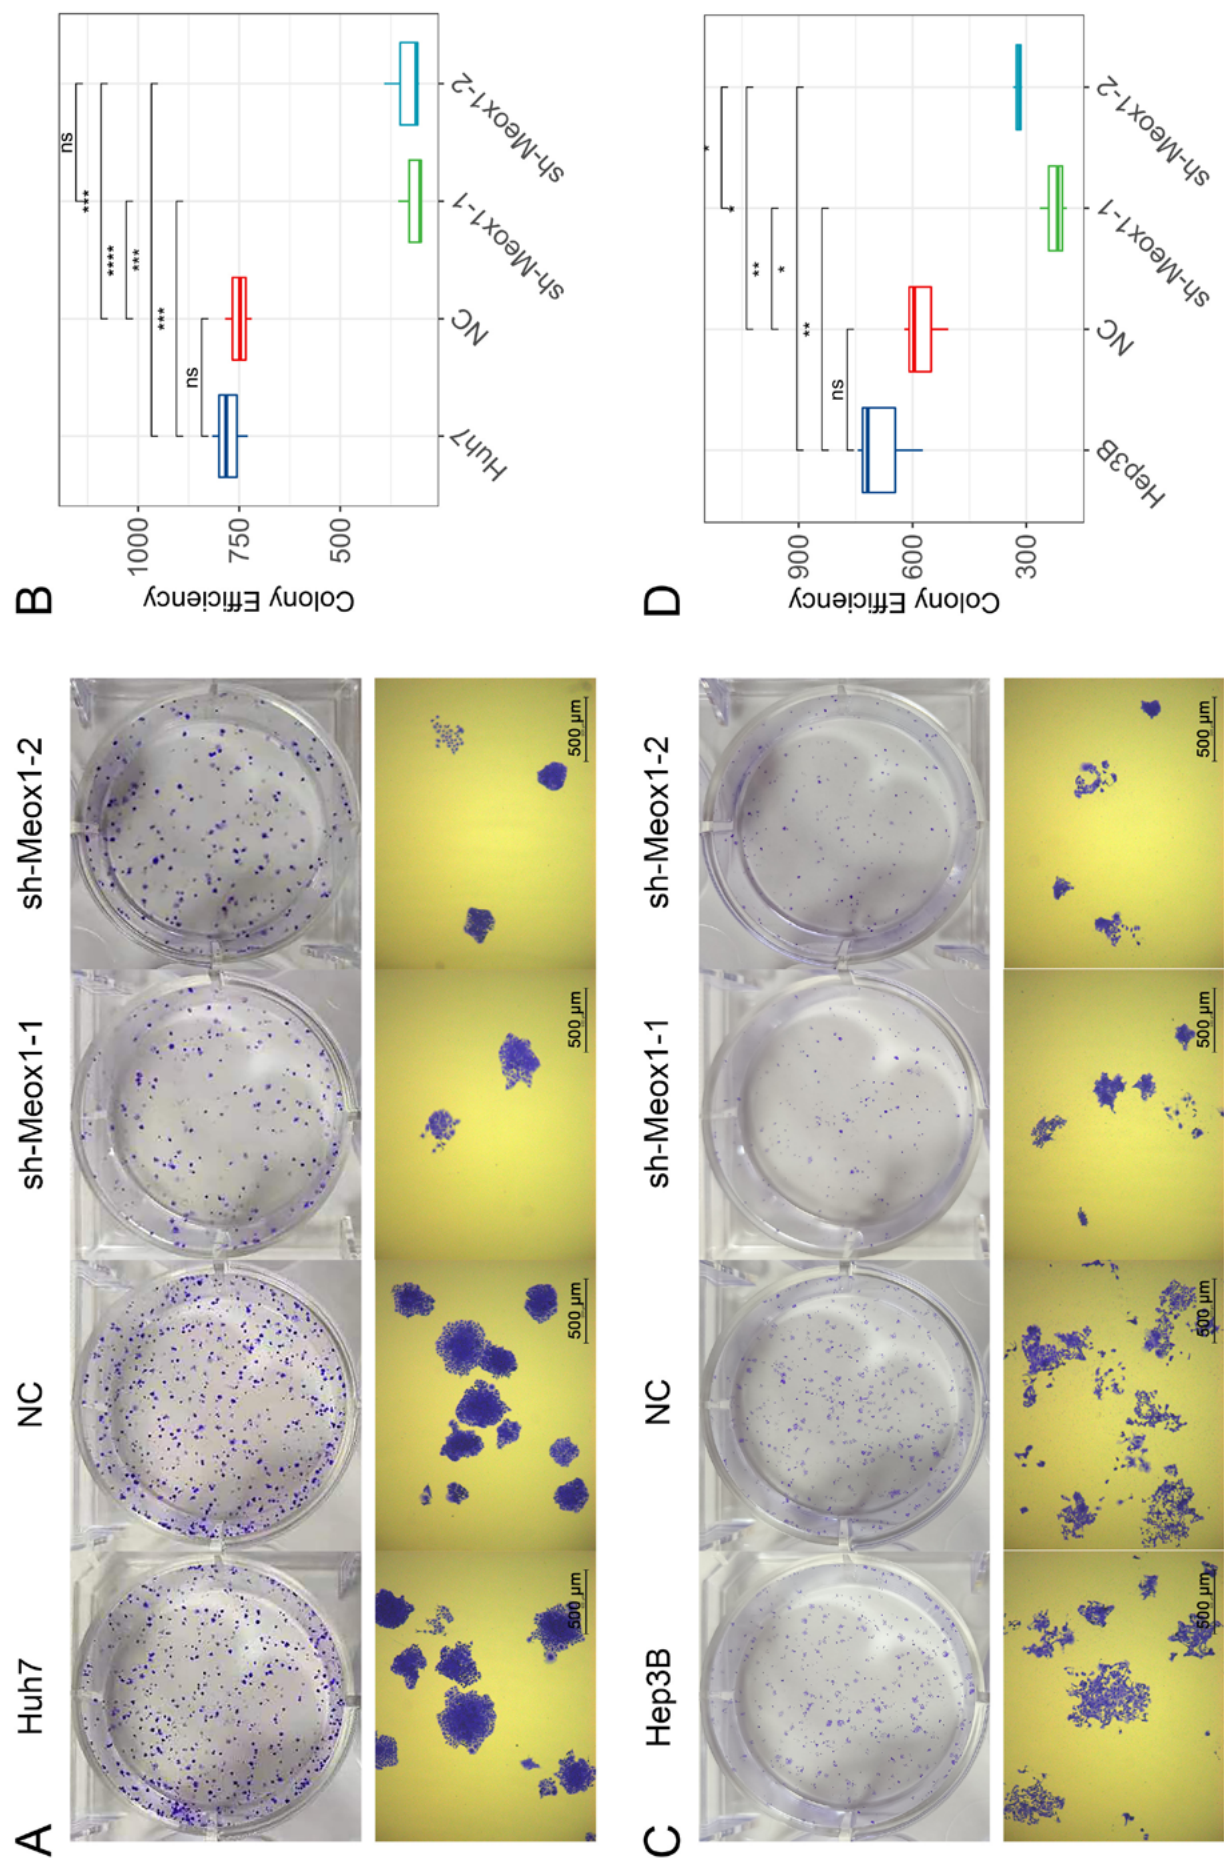 A
Huh7
NC
sh-Meox1-1
sh-Meox1-2
500 µm
500 µm
500 µm
500 µm
B
Colony Efficiency
1000
750
500
ns
***
****
***
***
ns
Huh7
NC
sh-Meox1-1
sh-Meox1-2
C
Hep3B
NC
sh-Meox1-1
sh-Meox1-2
500 µm
500 µm
500 µm
500 µm
D
Colony Efficiency
900
600
300
*
*
**
*
**
ns
Hep3B
NC
sh-Meox1-1
sh-Meox1-2